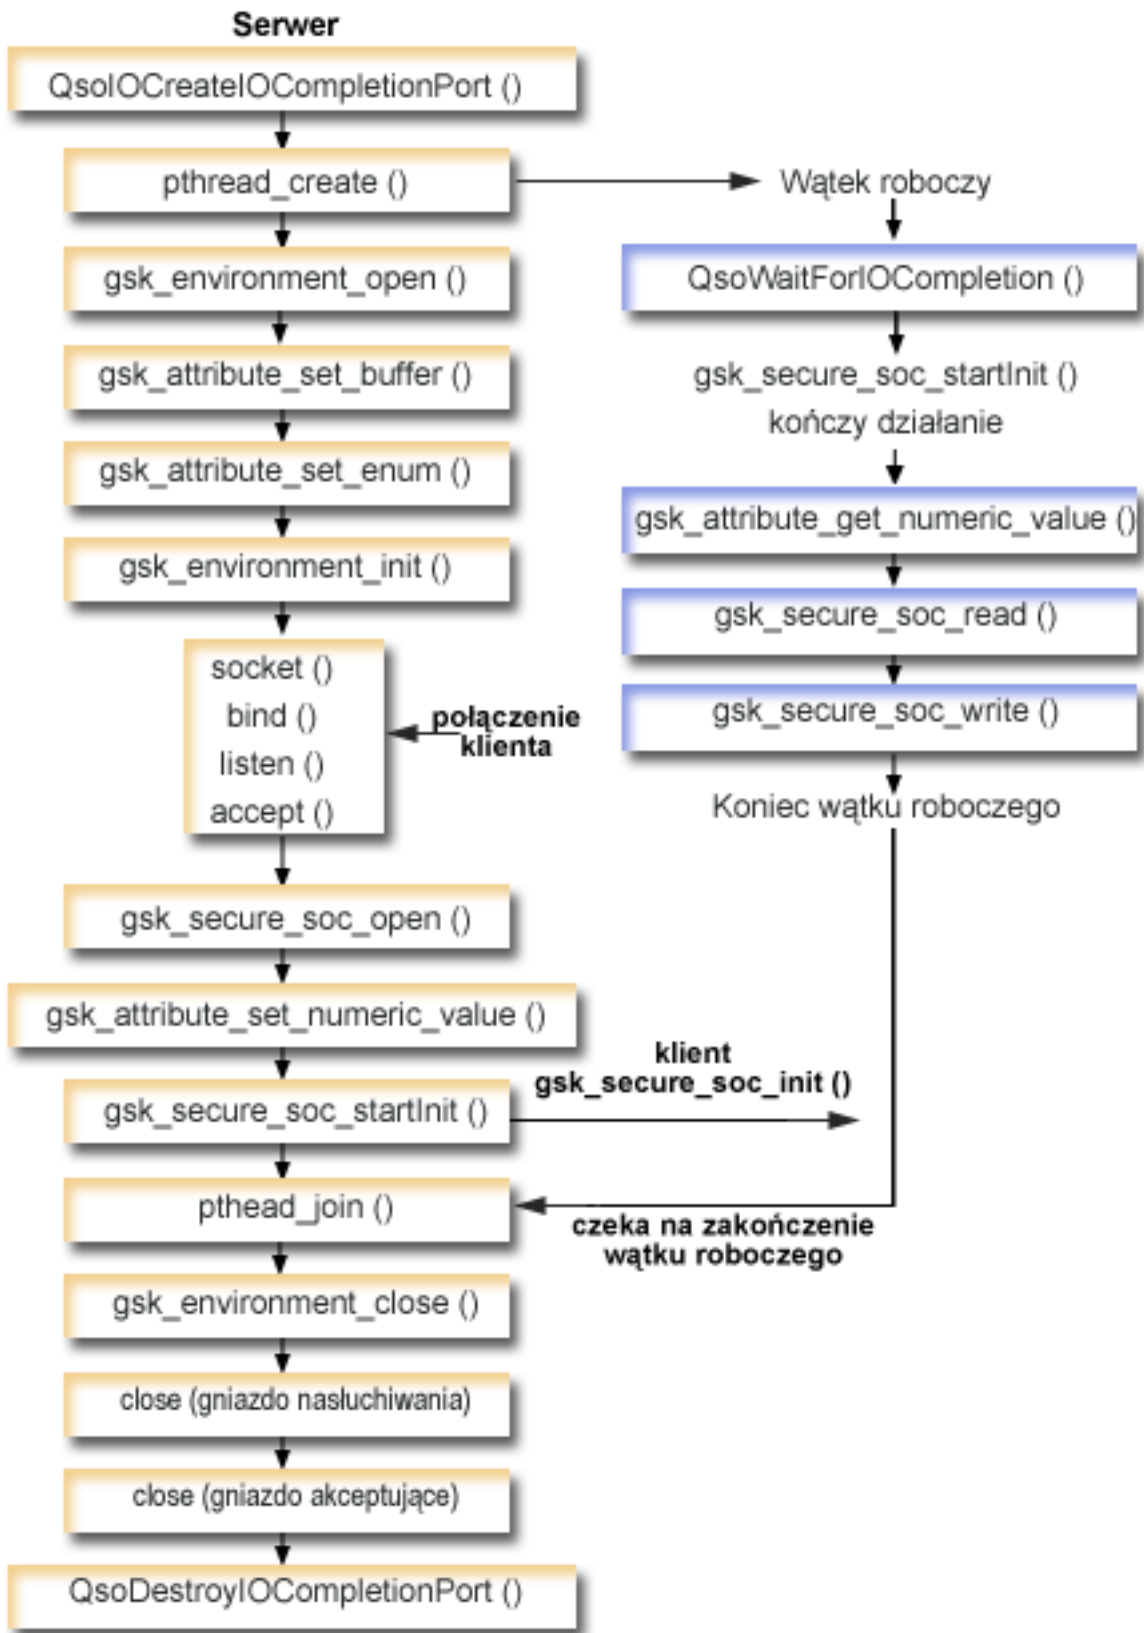 Serwer
QsoIOCreateIOCompletionPort ()
pthread_create ()
gsk_environment_open ()
gsk_attribute_set_buffer ()
gsk_attribute_set_enum ()
gsk_environment_init ()
socket ()
bind ()
listen ()
accept ()
połączenie
klienta
gsk_secure_soc_open ()
gsk_attribute_set_numeric_value ()
gsk_secure_soc_startInit ()
klient
gsk_secure_soc_init ()
pthead_join ()
czeka na zakończenie
wątku roboczego
gsk_environment_close ()
close (gniazdo nasłuchiwania)
close (gniazdo akceptujące)
QsoDestroyIOCompletionPort ()
Wątek roboczy
QsoWaitForIOCompletion ()
gsk_secure_soc_startInit ()
kończy działanie
gsk_attribute_get_numeric_value ()
gsk_secure_soc_read ()
gsk_secure_soc_write ()
Koniec wątku roboczego